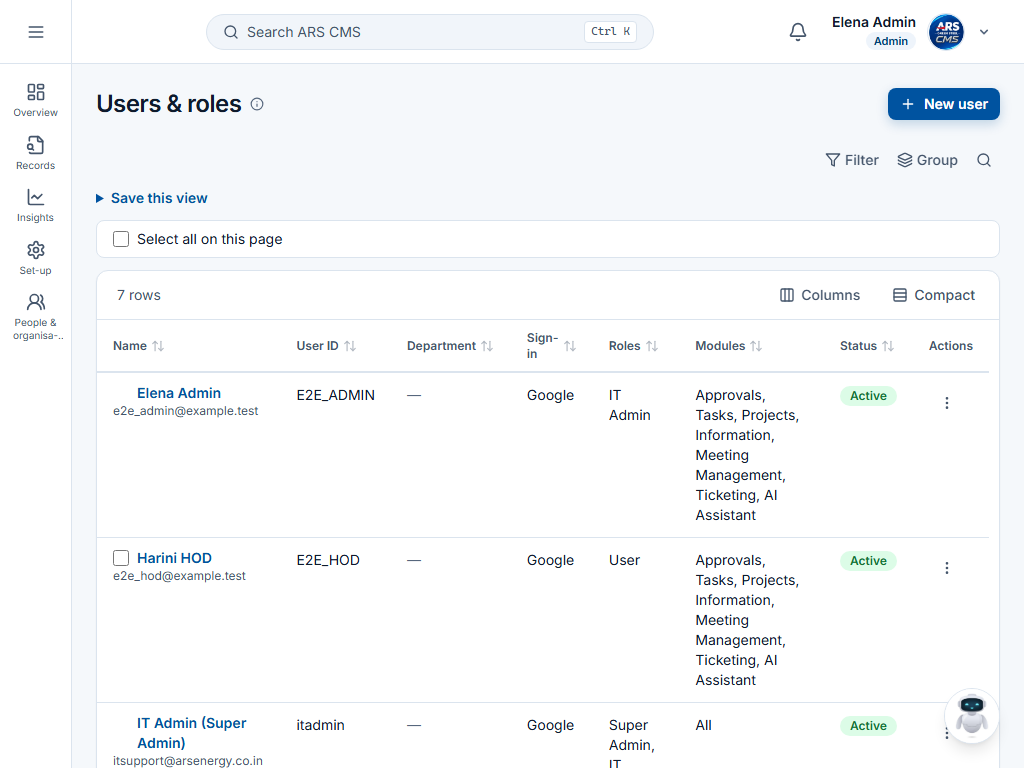 Search ARS CMS
Ctrl K
Elena Admin
Admin
ARS
CMS
Overview
Records
Insights
Set-up
People &
organisa-..
Users & roles
New user
Filter
Group
Save this view
Select all on this page
7 rows
Columns
Compact
Name
User ID
Department
Sign-
in
Roles
Modules
Status
Actions
Elena Admin
e2e_admin@example.test
E2E_ADMIN
—
Google
IT
Admin
Approvals,
Tasks, Projects,
Information,
Meeting
Management,
Ticketing, AI
Assistant
Active
Harini HOD
e2e_hod@example.test
E2E_HOD
—
Google
User
Approvals,
Tasks, Projects,
Information,
Meeting
Management,
Ticketing, AI
Assistant
Active
IT Admin (Super
Admin)
itsupport@arsenergy.co.in
itadmin
—
Google
Super
Admin,
IT
All
Active